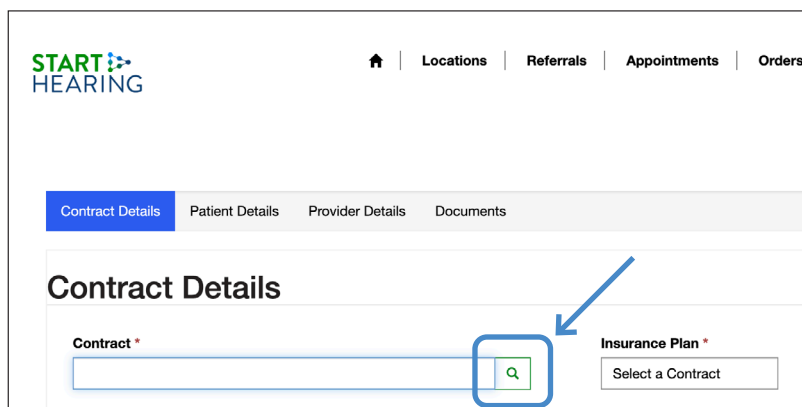 START
HEARING
Locations Referrals Appointments Orders
Contract Details Patient Details Provider Details Documents
Contract Details
Contract * Insurance Plan *
Select a Contract